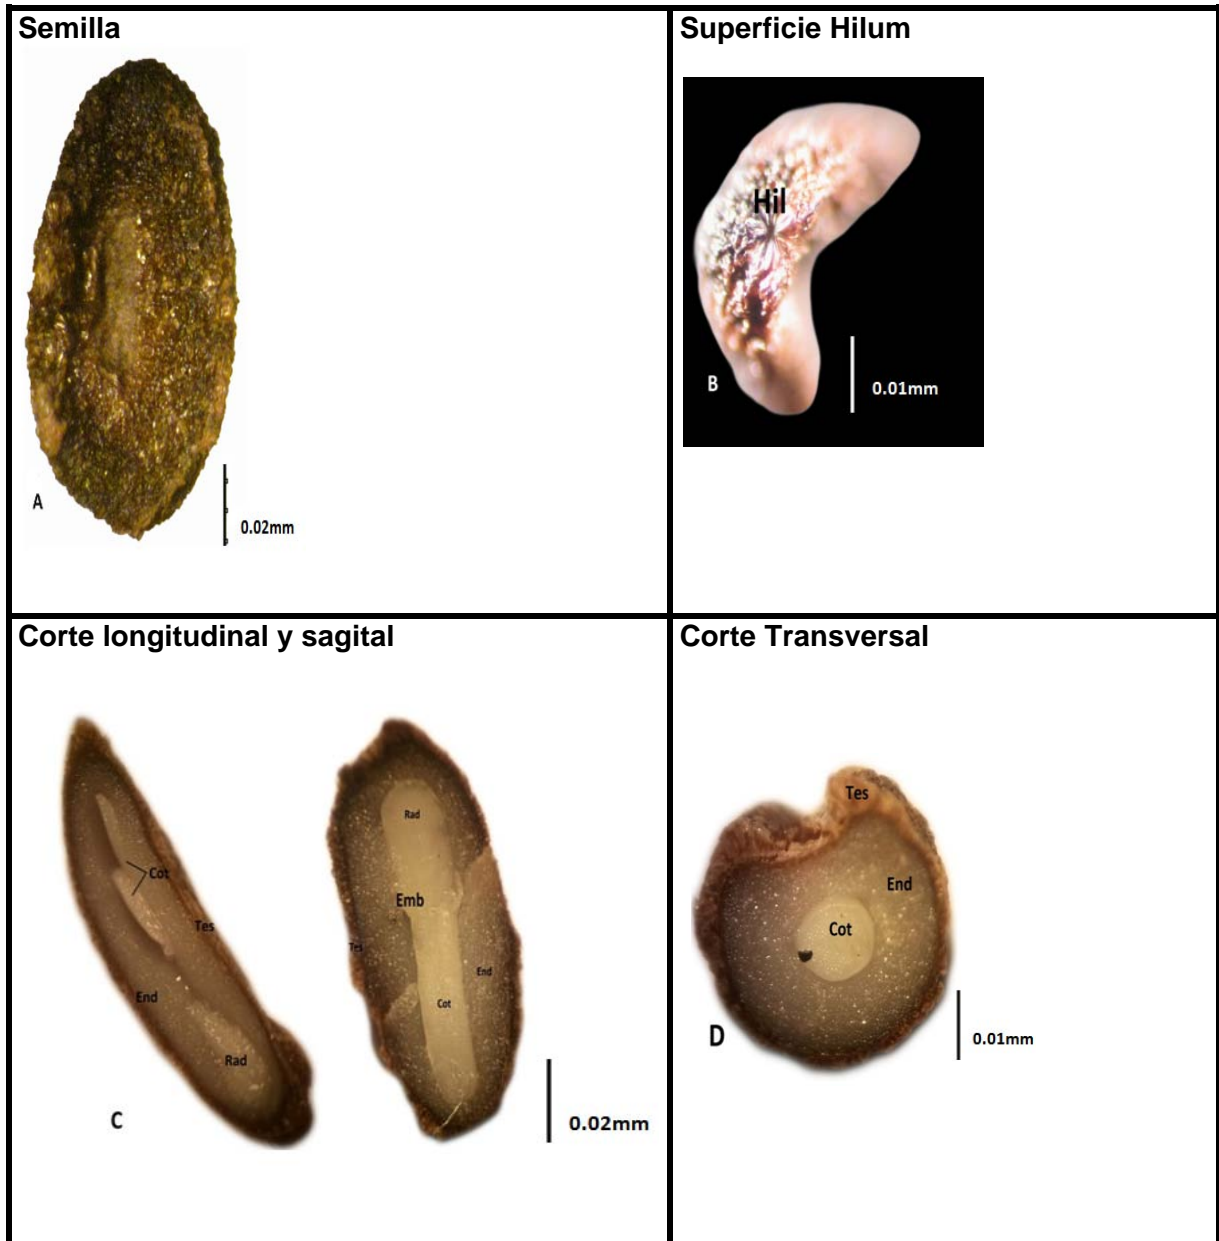 Semilla
A
0.02mm
Superficie Hilum
Hil
B
0.01mm
Corte longitudinal y sagital
Cot
Tes
End
Rad
C
Rad
Emb
Tes
End
Cot
0.02mm
Corte Transversal
Tes
End
Cot
D
0.01mm